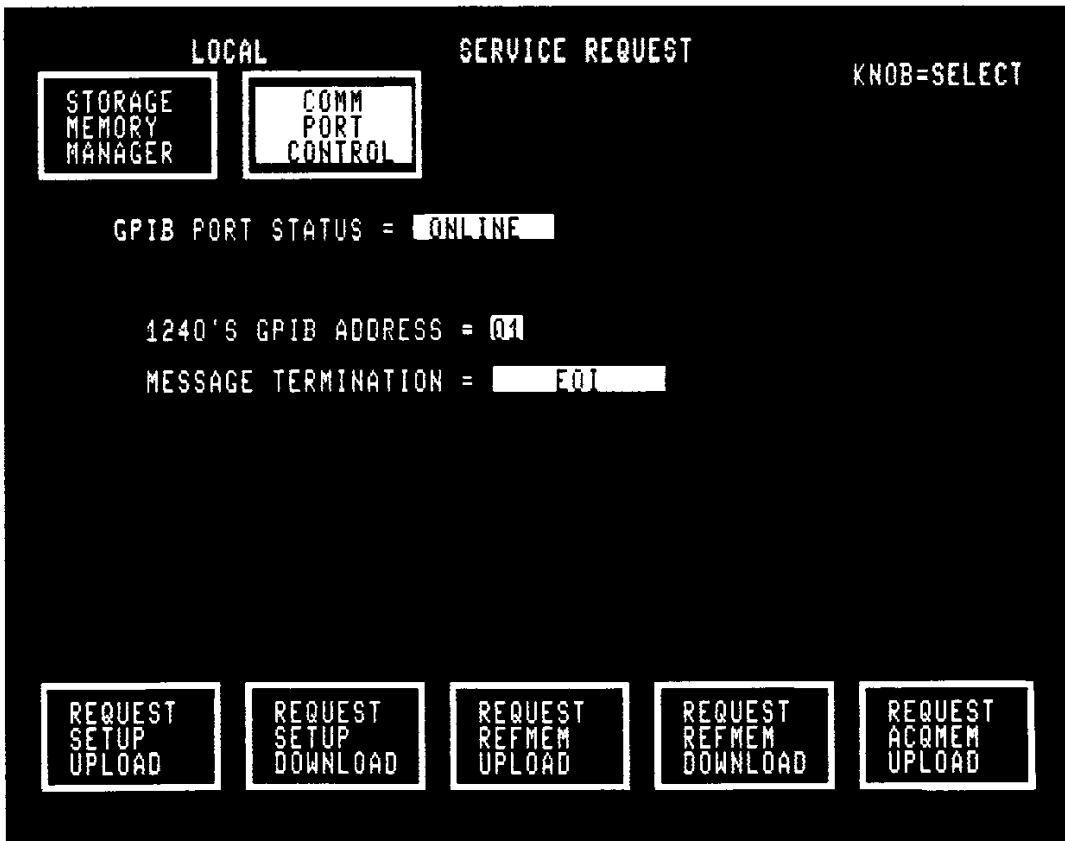 LOCAL SERVICE REQUEST
KNOB=SELECT
STORAGE
MEMORY
MANAGER
COMM
PORT
CONTROL
GPIB PORT STATUS = ONLINE
1240'S GPIB ADDRESS = 01
MESSAGE TERMINATION = EOI
REQUEST
SETUP
UPLOAD
REQUEST
SETUP
DOWNLOAD
REQUEST
REFMEM
UPLOAD
REQUEST
REFMEM
DOWNLOAD
REQUEST
ACQMEM
UPLOAD